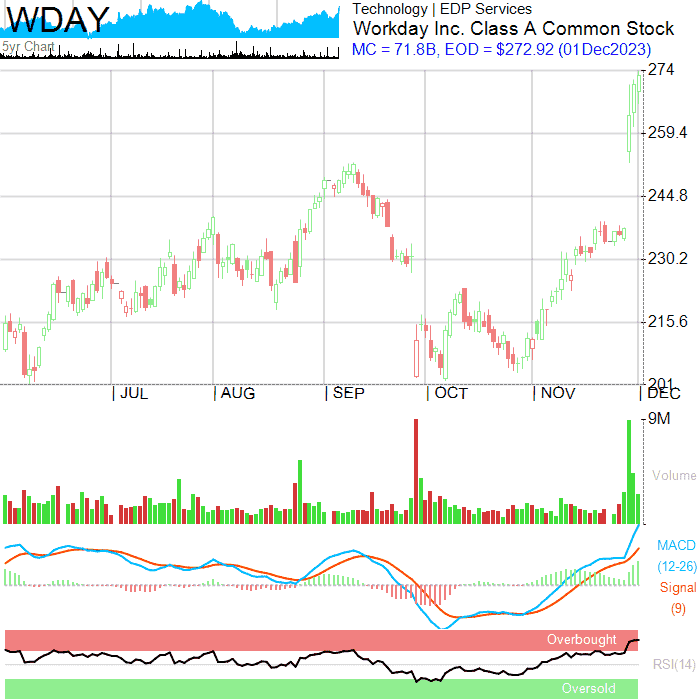 WDAY
5yr Chart
Technology | EDP Services
Workday Inc. Class A Common Stock
MC = 71.8B, EOD = $272.92 (01Dec2023)
274
259.4
244.8
230.2
215.6
201
JUL AUG SEP OCT NOV DEC
9M
Volume
MACD
(12-26)
Signal
(9)
Overbought
RSI(14)
Oversold